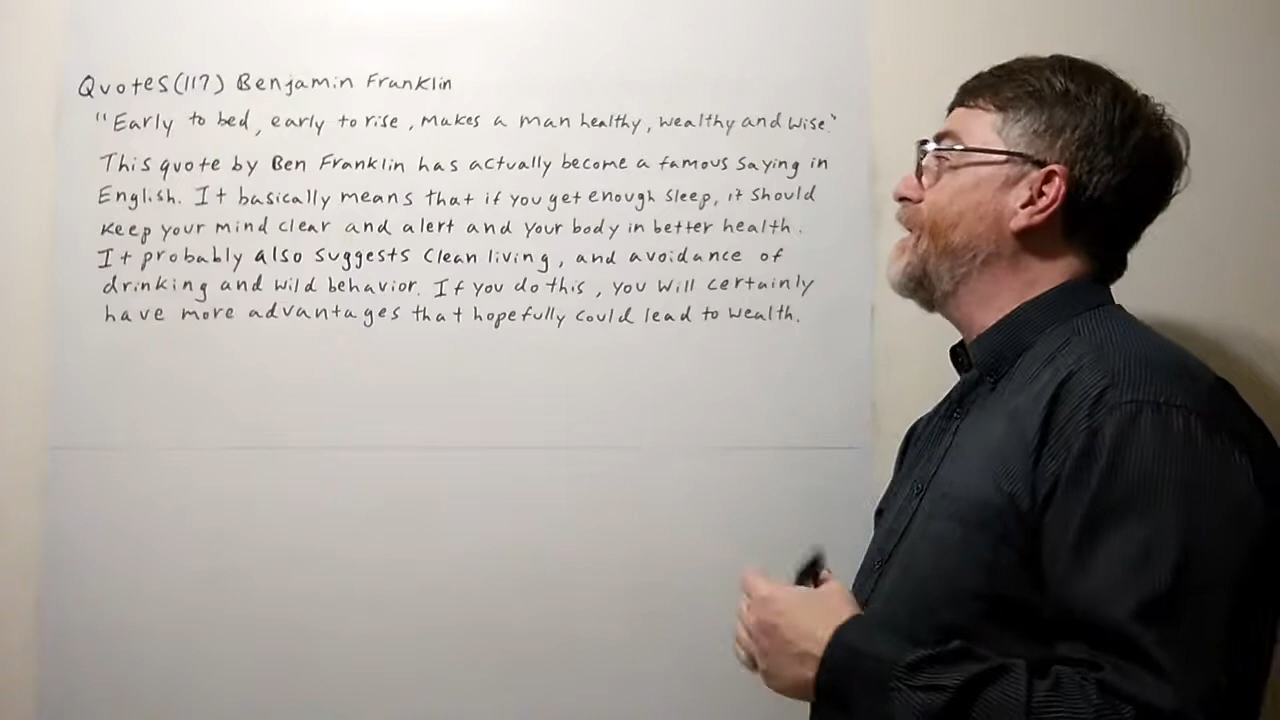 Quotes (117) Benjamin Franklin
"Early to bed, early to rise, makes a man healthy, wealthy and wise."
This quote by Ben Franklin has actually become a famous saying in
English. It basically means that if you get enough sleep, it should
keep your mind clear and alert and your body in better health.
It probably also suggests clean living, and avoidance of
drinking and wild behavior. If you do this, you will certainly
have more advantages that hopefully could lead to wealth.